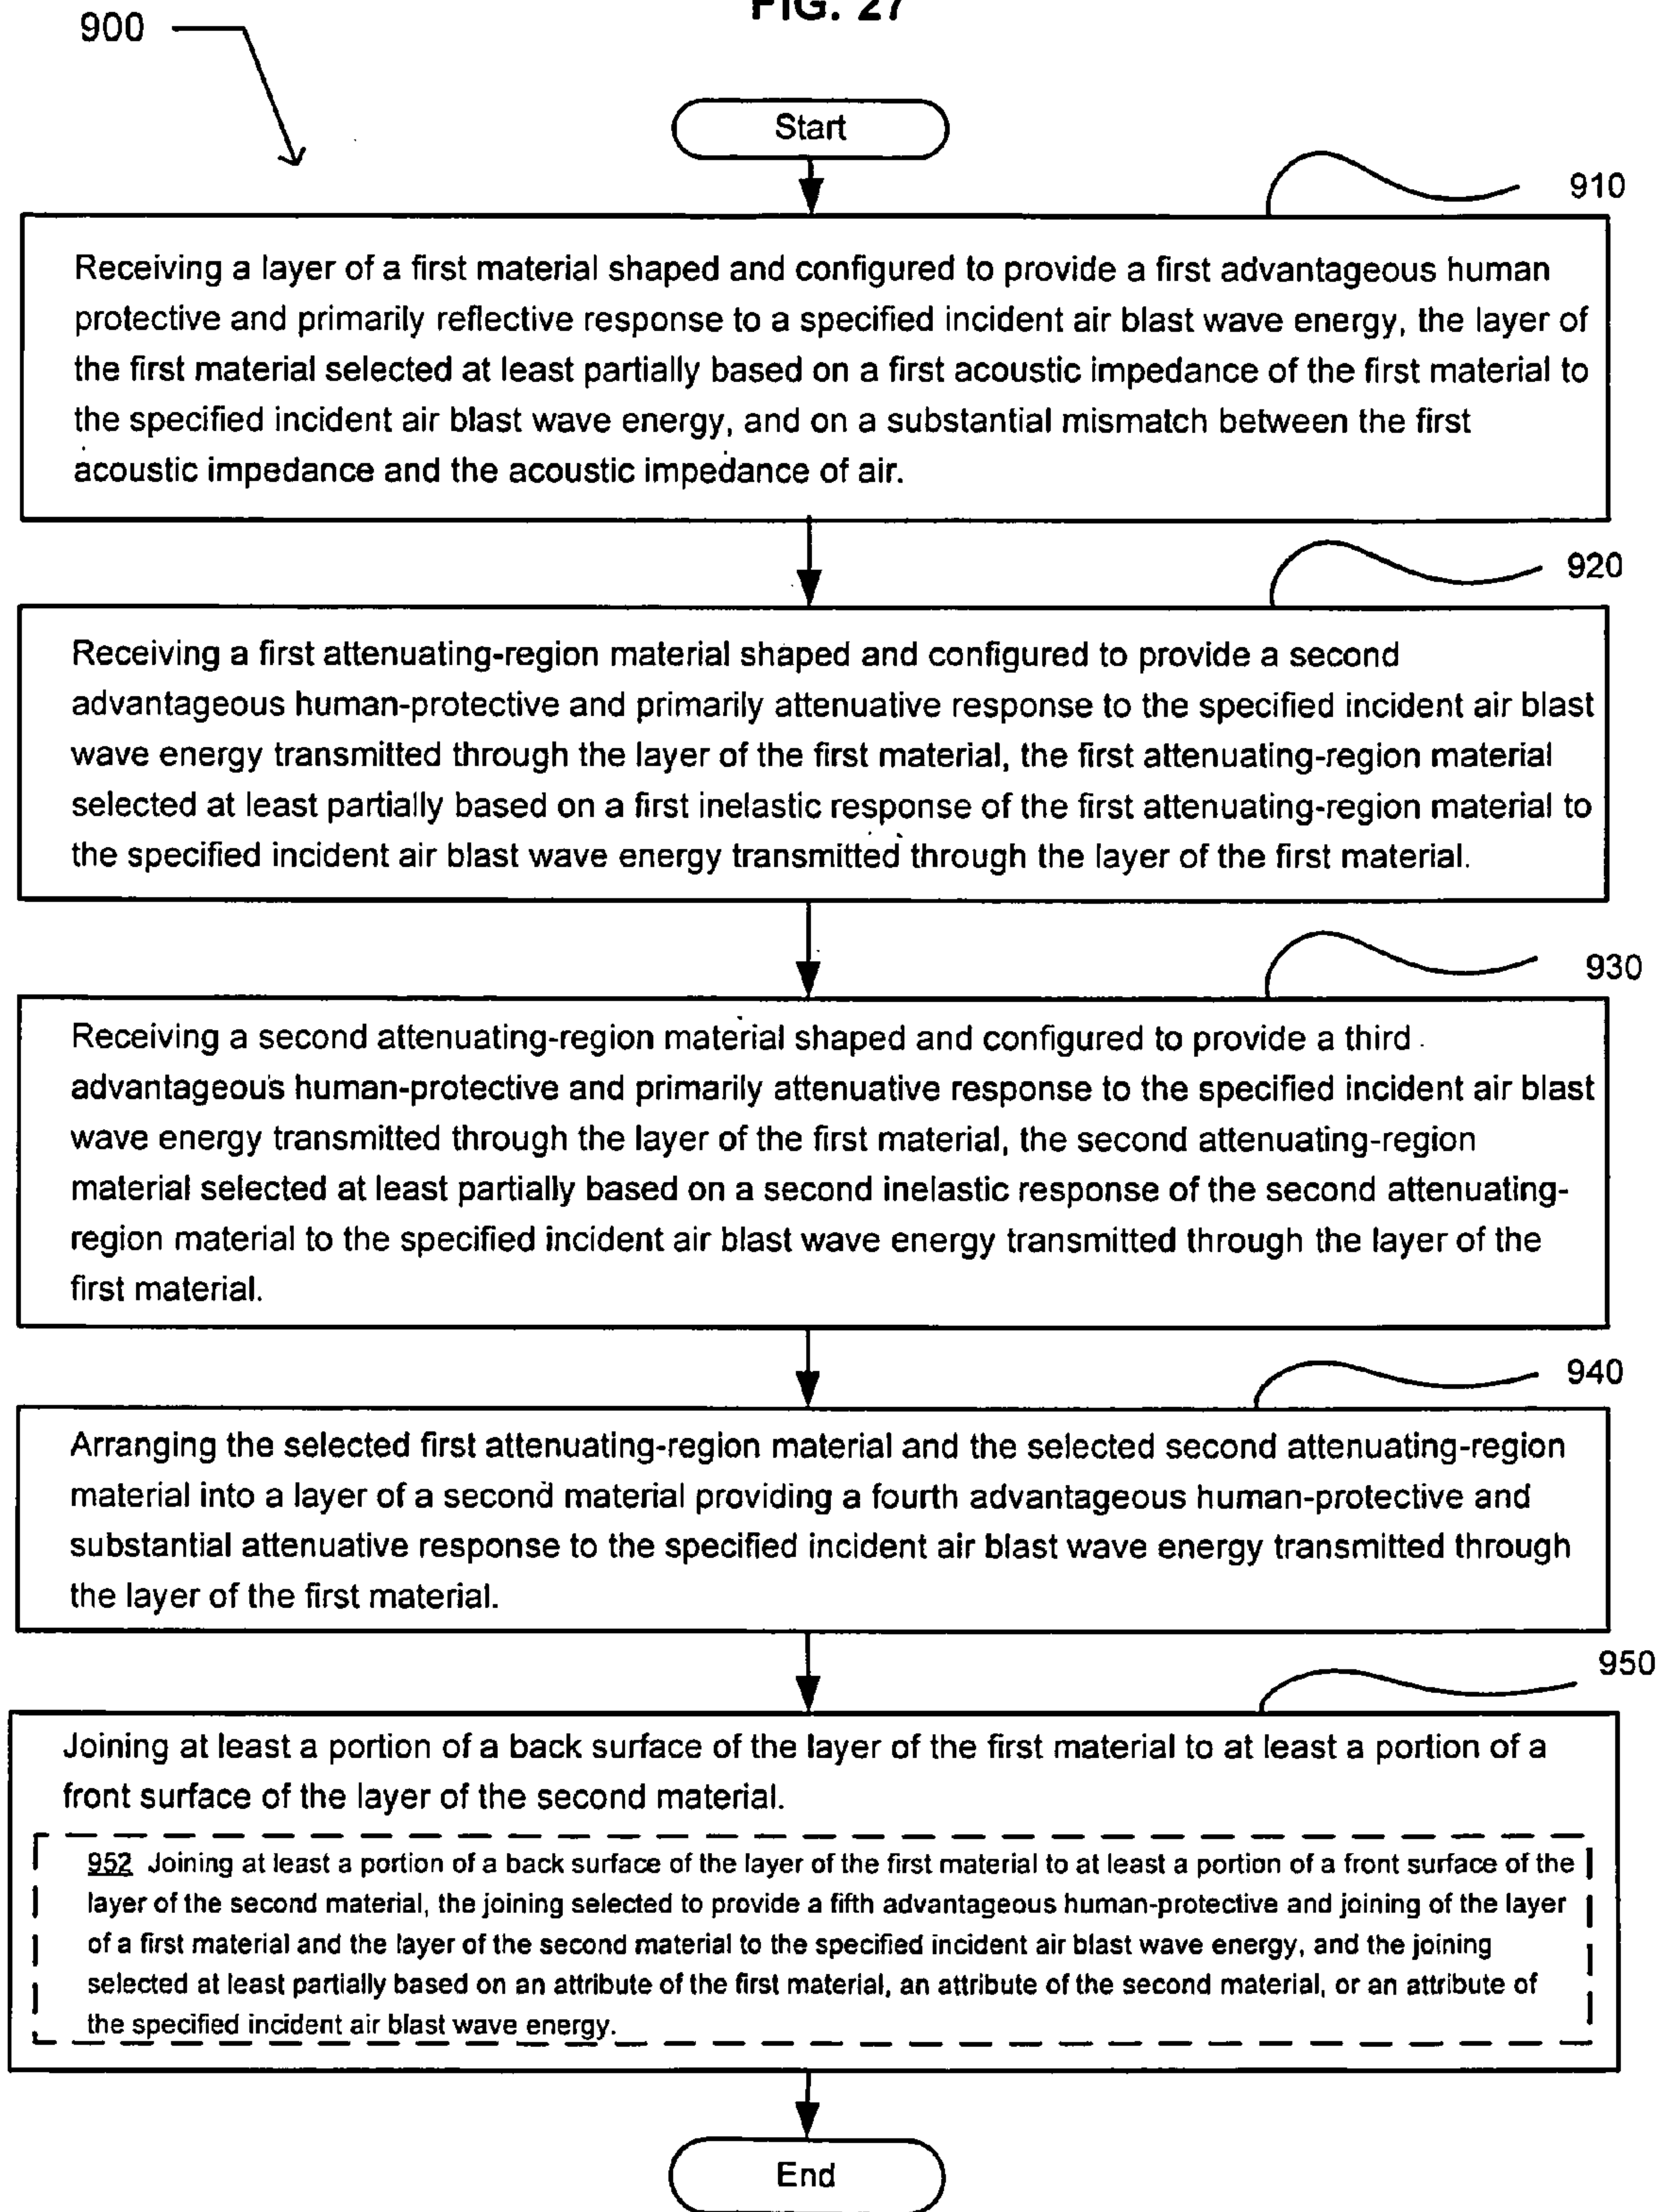 FIG. 27
900
Start
910
Receiving a layer of a first material shaped and configured to provide a first advantageous human
protective and primarily reflective response to a specified incident air blast wave energy, the layer of
the first material selected at least partially based on a first acoustic impedance of the first material to
the specified incident air blast wave energy, and on a substantial mismatch between the first
acoustic impedance and the acoustic impedance of air.
920
Receiving a first attenuating-region material shaped and configured to provide a second
advantageous human-protective and primarily attenuative response to the specified incident air blast
wave energy transmitted through the layer of the first material, the first attenuating-region material
selected at least partially based on a first inelastic response of the first attenuating-region material to
the specified incident air blast wave energy transmitted through the layer of the first material.
930
Receiving a second attenuating-region material shaped and configured to provide a third
advantageous human-protective and primarily attenuative response to the specified incident air blast
wave energy transmitted through the layer of the first material, the second attenuating-region
material selected at least partially based on a second inelastic response of the second attenuating-
region material to the specified incident air blast wave energy transmitted through the layer of the
first material.
940
Arranging the selected first attenuating-region material and the selected second attenuating-region
material into a layer of a second material providing a fourth advantageous human-protective and
substantial attenuative response to the specified incident air blast wave energy transmitted through
the layer of the first material.
950
Joining at least a portion of a back surface of the layer of the first material to at least a portion of a
front surface of the layer of the second material.
952 Joining at least a portion of a back surface of the layer of the first material to at least a portion of a front surface of the
layer of the second material, the joining selected to provide a fifth advantageous human-protective and joining of the layer
of a first material and the layer of the second material to the specified incident air blast wave energy, and the joining
selected at least partially based on an attribute of the first material, an attribute of the second material, or an attribute of
the specified incident air blast wave energy.
End